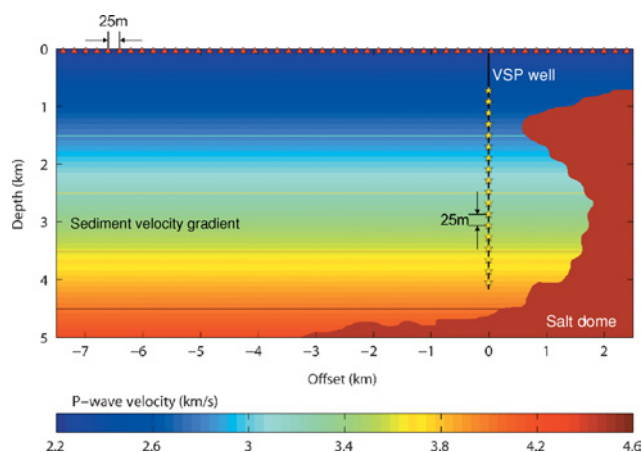 25m
0
VSP well
1
2
25m
Sediment velocity gradient
3
4
Salt dome
5
Depth (km)
−7 −6 −5 −4 −3 −2 −1 0 1 2
Offset (km)
P−wave velocity (km/s)
2.2 2.6 3 3.4 3.8 4.2 4.6